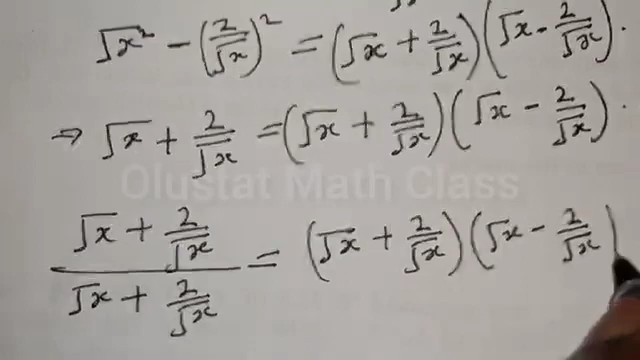 √x² − (2/√x)² = (√x + 2/√x)(√x − 2/√x).
⇒ √x + 2/√x = (√x + 2/√x)(√x − 2/√x).
Olustat Math Class
(√x + 2/√x)/(√x + 2/√x) = (√x + 2/√x)(√x − 2/√x)